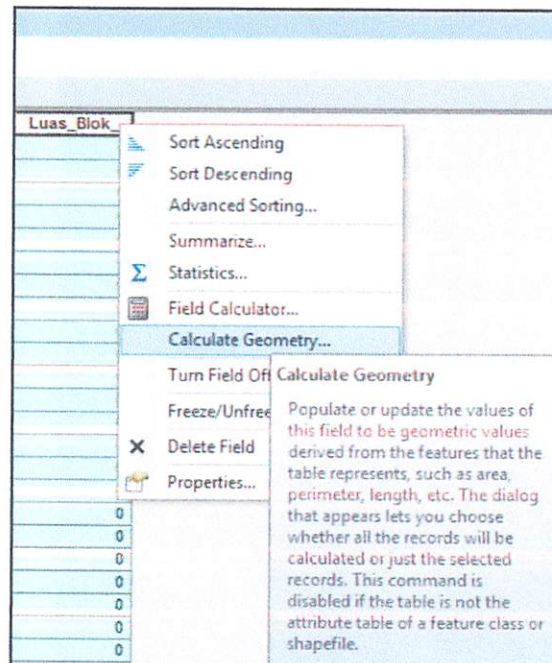 Luas_Blok_
Sort Ascending
Sort Descending
Advanced Sorting...
Summarize...
Σ Statistics...
Field Calculator...
Calculate Geometry...
Turn Field Off
Freeze/Unfree
Delete Field
Properties...
Calculate Geometry
Populate or update the values of
this field to be geometric values
derived from the features that the
table represents, such as area,
perimeter, length, etc. The dialog
that appears lets you choose
whether all the records will be
calculated or just the selected
records. This command is
disabled if the table is not the
attribute table of a feature class or
shapefile.
0
0
0
0
0
0
0